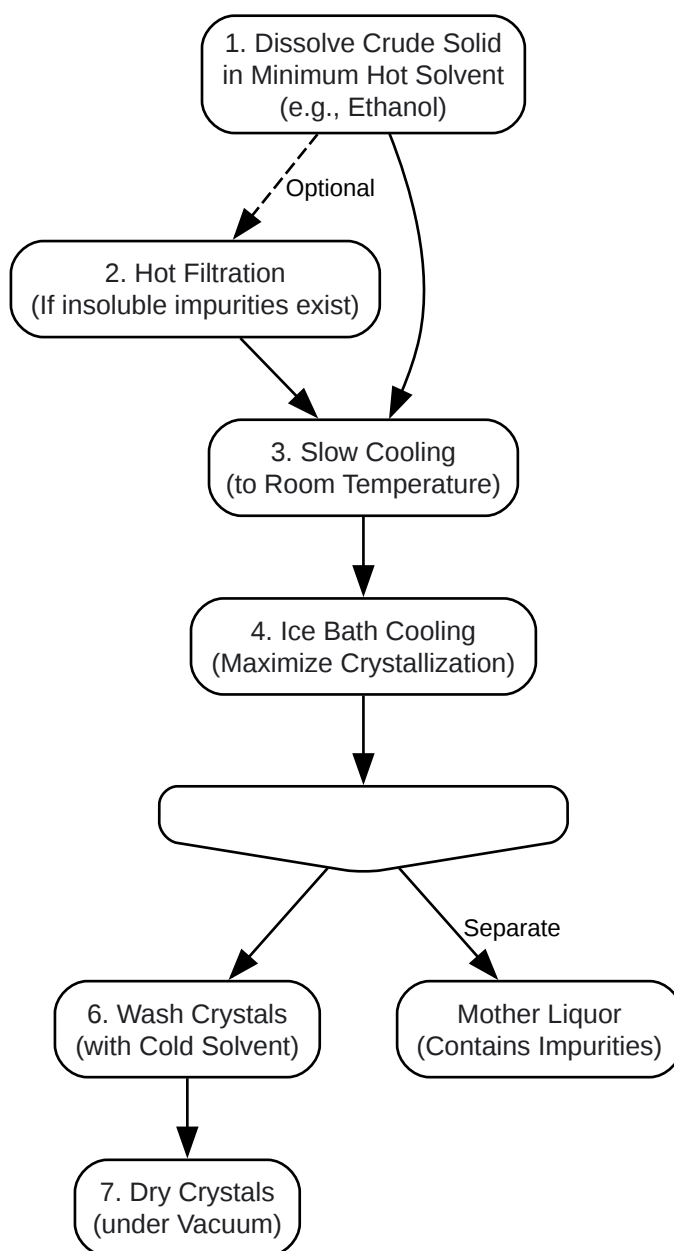 1. Dissolve Crude Solid
in Minimum Hot Solvent
(e.g., Ethanol)
Optional
2. Hot Filtration
(If insoluble impurities exist)
3. Slow Cooling
(to Room Temperature)
4. Ice Bath Cooling
(Maximize Crystallization)
Separate
6. Wash Crystals
(with Cold Solvent)
Mother Liquor
(Contains Impurities)
7. Dry Crystals
(under Vacuum)